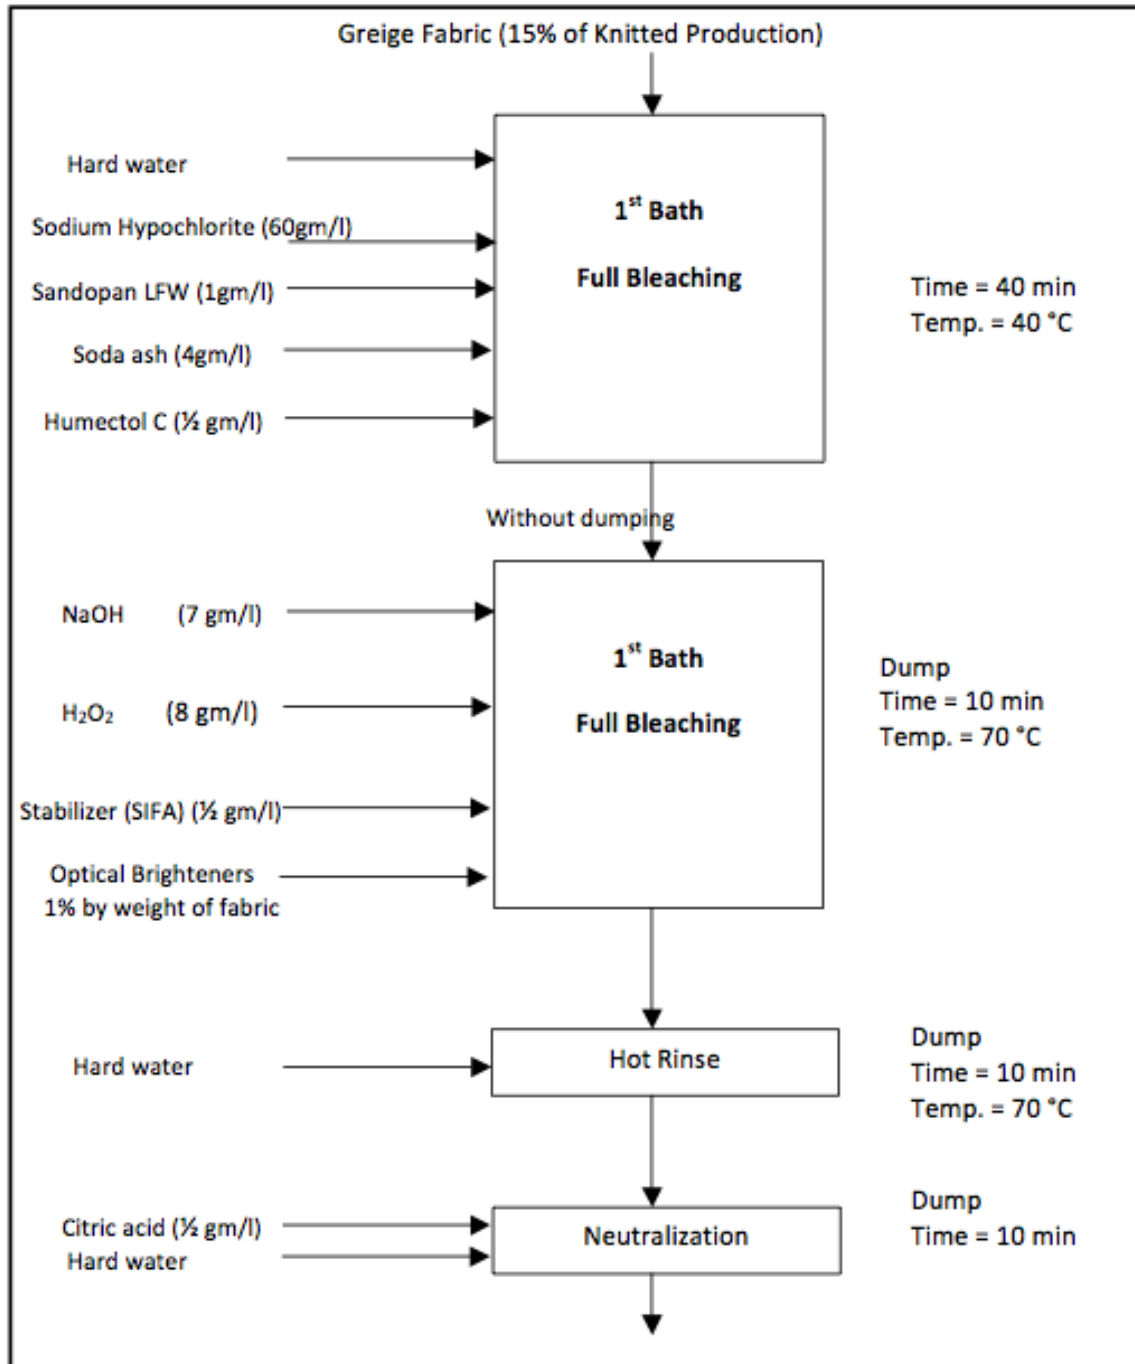 Greige Fabric (15% of Knitted Production)
Hard water
Sodium Hypochlorite (60gm/l)
Sandopan LFW (1gm/l)
Soda ash (4gm/l)
Humectol C (½ gm/l)
1st Bath
Full Bleaching
Time = 40 min
Temp. = 40 °C
Without dumping
NaOH (7 gm/l)
H₂O₂ (8 gm/l)
Stabilizer (SIFA) (½ gm/l)
Optical Brighteners
1% by weight of fabric
1st Bath
Full Bleaching
Dump
Time = 10 min
Temp. = 70 °C
Hard water
Hot Rinse
Dump
Time = 10 min
Temp. = 70 °C
Citric acid (½ gm/l)
Hard water
Neutralization
Dump
Time = 10 min